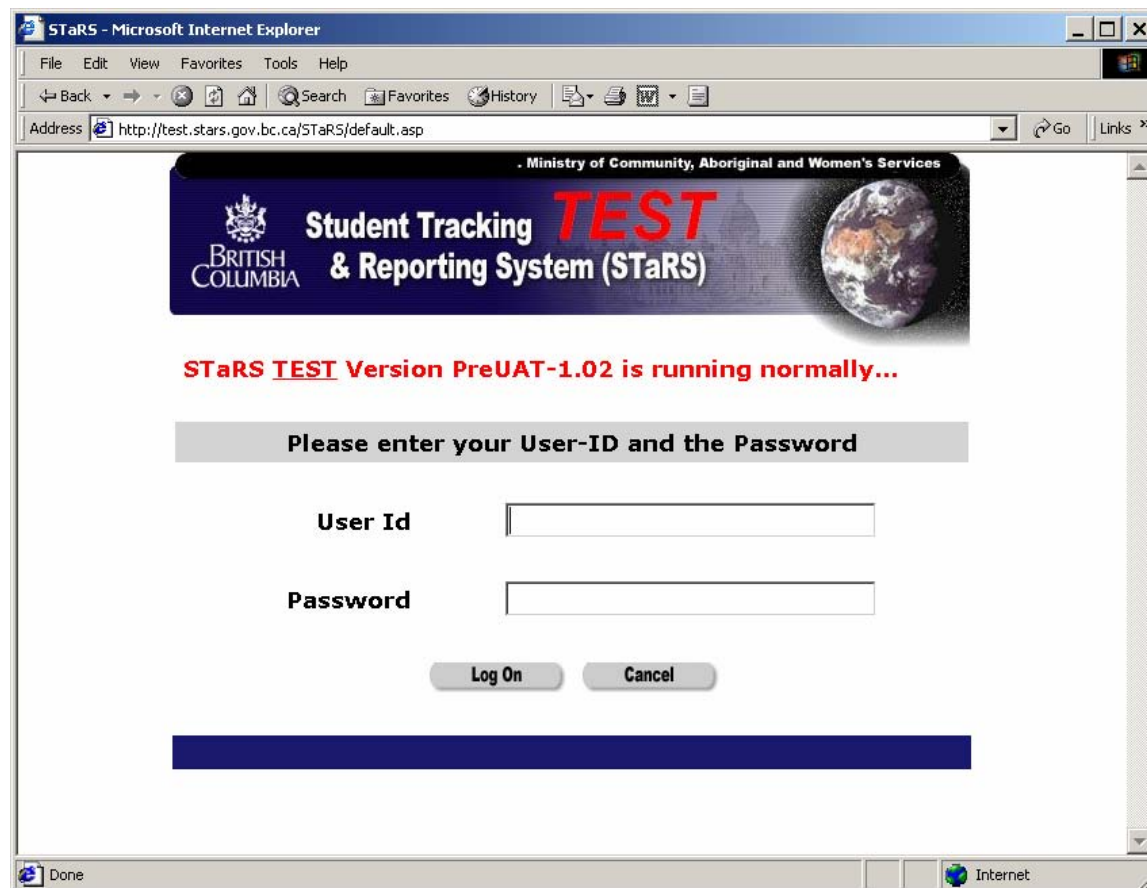 STaRS - Microsoft Internet Explorer
File Edit View Favorites Tools Help
Back Search Favorites History
Address http://test.stars.gov.bc.ca/STaRS/default.asp Go Links »
. Ministry of Community, Aboriginal and Women's Services
BRITISH COLUMBIA
Student Tracking TEST
& Reporting System (STaRS)
STaRS TEST Version PreUAT-1.02 is running normally...
Please enter your User-ID and the Password
User Id
Password
Log On Cancel
Done Internet